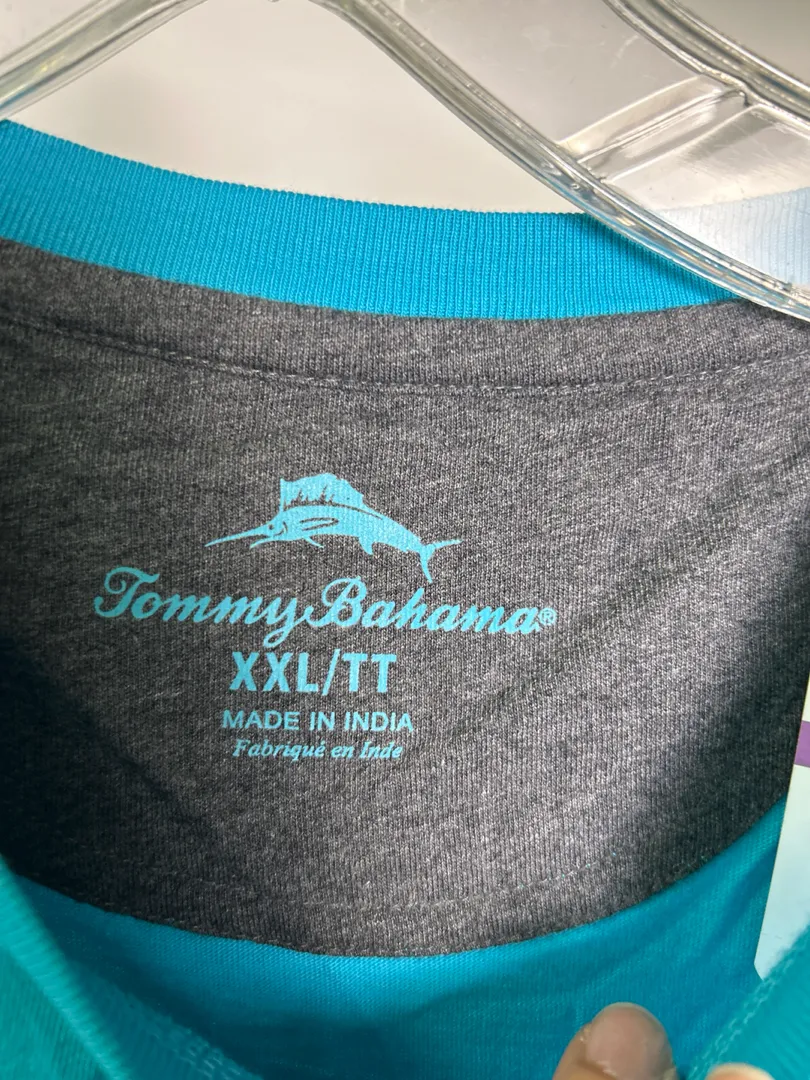 Tommy Bahama®
XXL/TT
MADE IN INDIA
Fabriqué en Inde